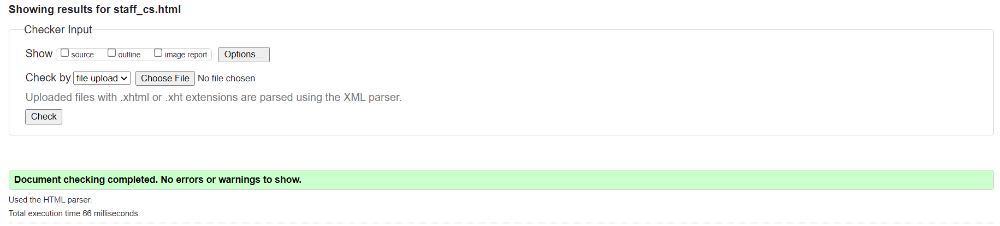 Showing results for staff_cs.html
Checker Input
Show source outline image report Options...
Check by file upload Choose File No file chosen
Uploaded files with .xhtml or .xht extensions are parsed using the XML parser.
Check
Document checking completed. No errors or warnings to show.
Used the HTML parser.
Total execution time 66 milliseconds.